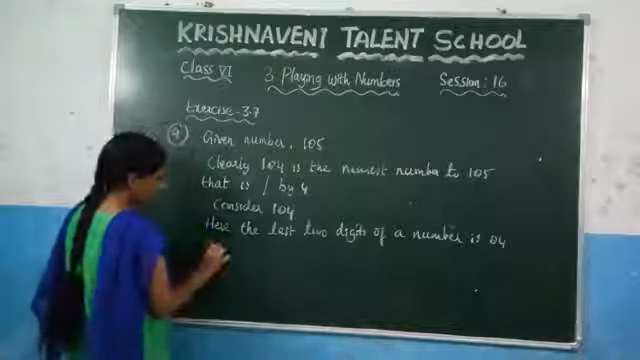 KRISHNAVENI TALENT SCHOOL
Class VI 3. Playing with Numbers Session: 16
Exercise-3.7
9) Given number, 105
Clearly 104 is the nearest number to 105
that is / by 4
Consider 104
Here the last two digits of a number is 04